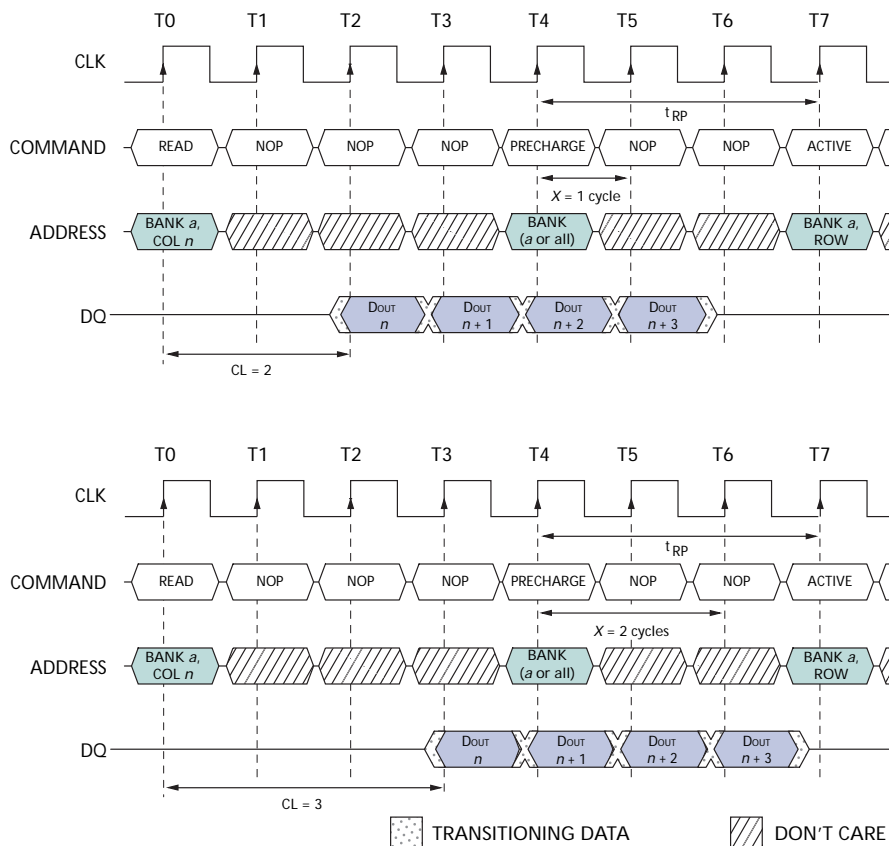 T0 T1 T2 T3 T4 T5 T6 T7
CLK
tRP
COMMAND READ NOP NOP NOP PRECHARGE NOP NOP ACTIVE
X = 1 cycle
ADDRESS BANK a, COL n BANK (a or all) BANK a, ROW
DQ DOUT n DOUT n + 1 DOUT n + 2 DOUT n + 3
CL = 2
T0 T1 T2 T3 T4 T5 T6 T7
CLK
tRP
COMMAND READ NOP NOP NOP PRECHARGE NOP NOP ACTIVE
X = 2 cycles
ADDRESS BANK a, COL n BANK (a or all) BANK a, ROW
DQ DOUT n DOUT n + 1 DOUT n + 2 DOUT n + 3
CL = 3
TRANSITIONING DATA DON'T CARE